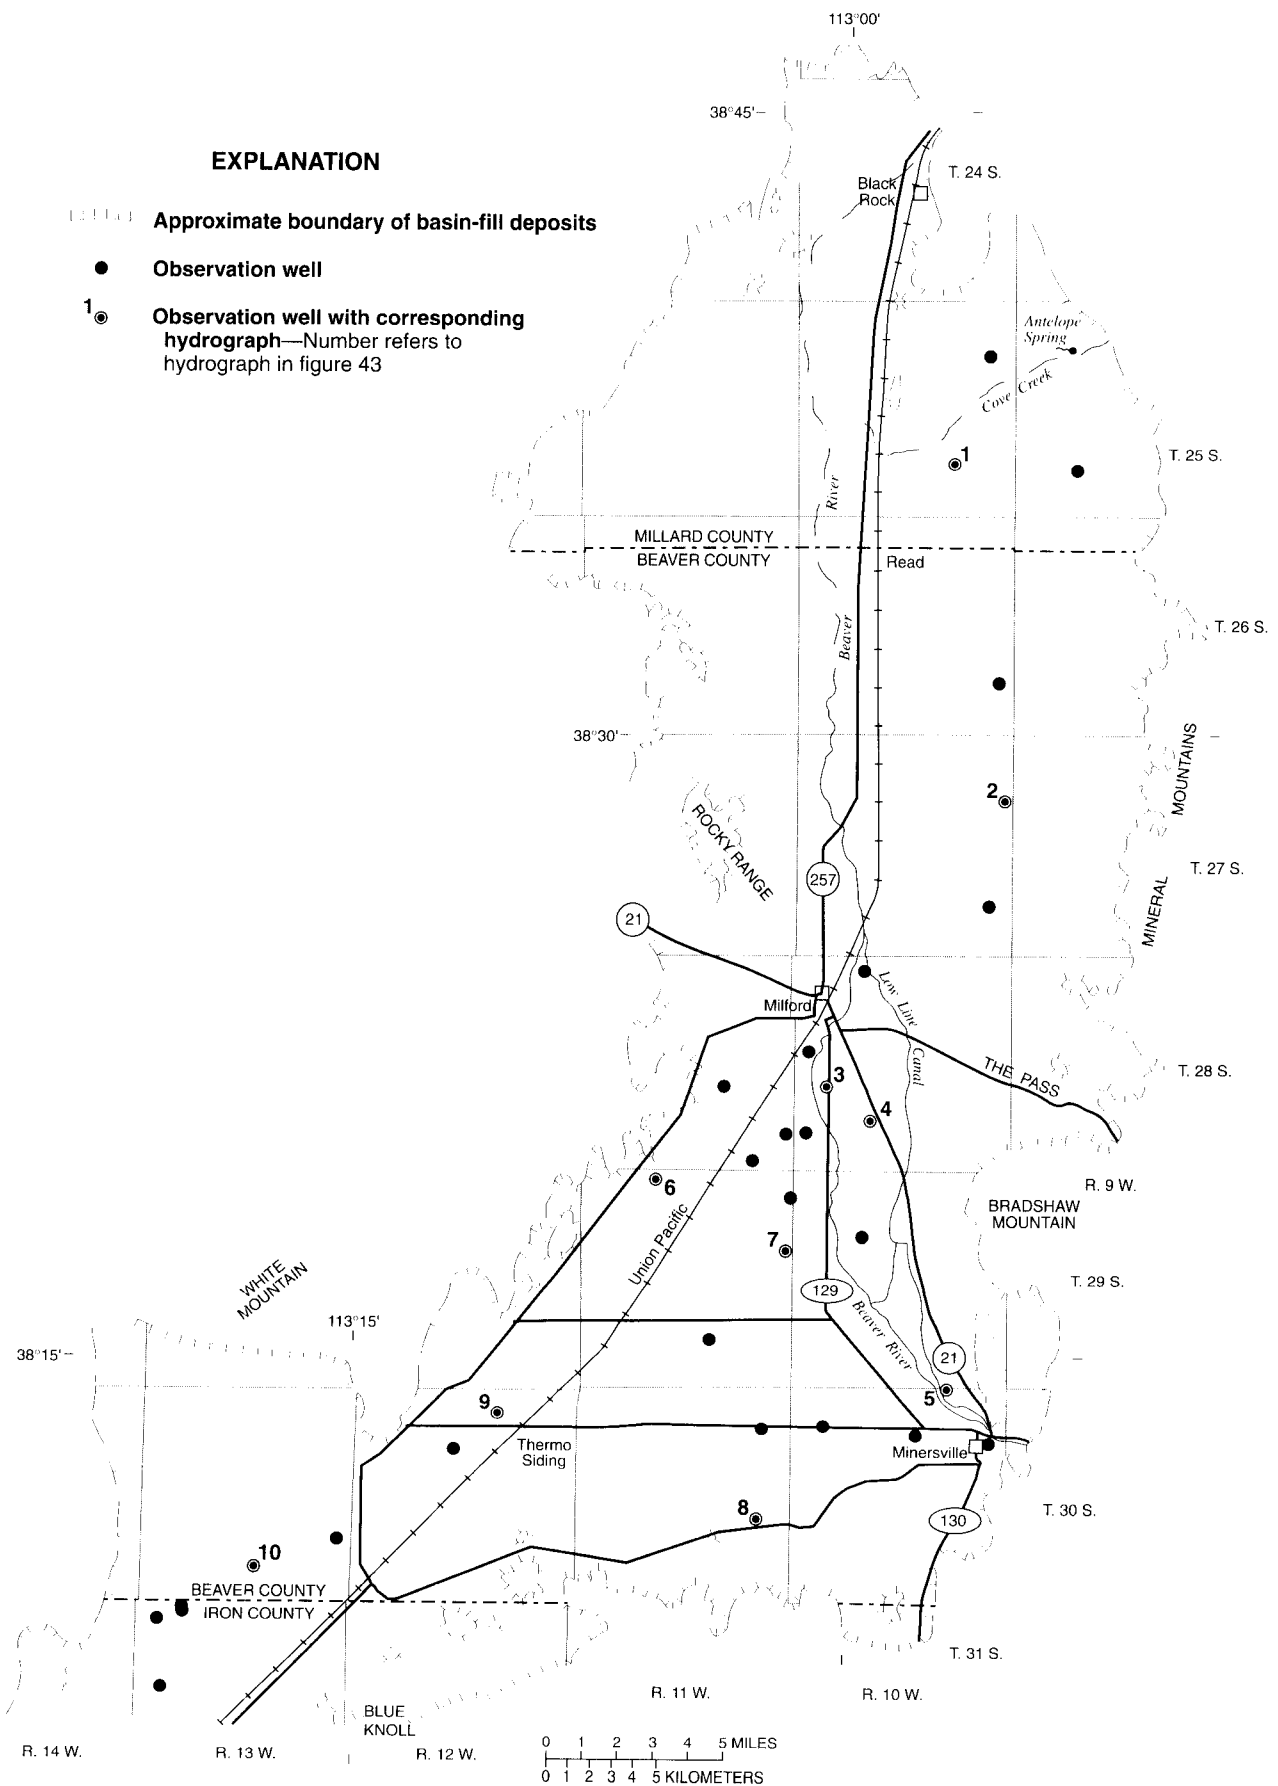 113°00'
38°45'
EXPLANATION
Approximate boundary of basin-fill deposits
Observation well
1
Observation well with corresponding
hydrograph—Number refers to
hydrograph in figure 43
Black
Rock
T. 24 S.
Antelope
Spring
Cove Creek
1
T. 25 S.
River
MILLARD COUNTY
BEAVER COUNTY
Read
Beaver
T. 26 S.
38°30'
MOUNTAINS
2
ROCKY RANGE
257
T. 27 S.
21
MINERAL
Low Line
Canal
Milford
THE PASS
T. 28 S.
3
4
6
R. 9 W.
BRADSHAW
MOUNTAIN
Union Pacific
7
WHITE
MOUNTAIN
T. 29 S.
129
Beaver River
113°15'
38°15'
21
5
9
Thermo
Siding
Minersville
8
T. 30 S.
130
10
BEAVER COUNTY
IRON COUNTY
T. 31 S.
R. 11 W.
R. 10 W.
BLUE
KNOLL
R. 14 W.
R. 13 W.
R. 12 W.
0 1 2 3 4 5 MILES
0 1 2 3 4 5 KILOMETERS